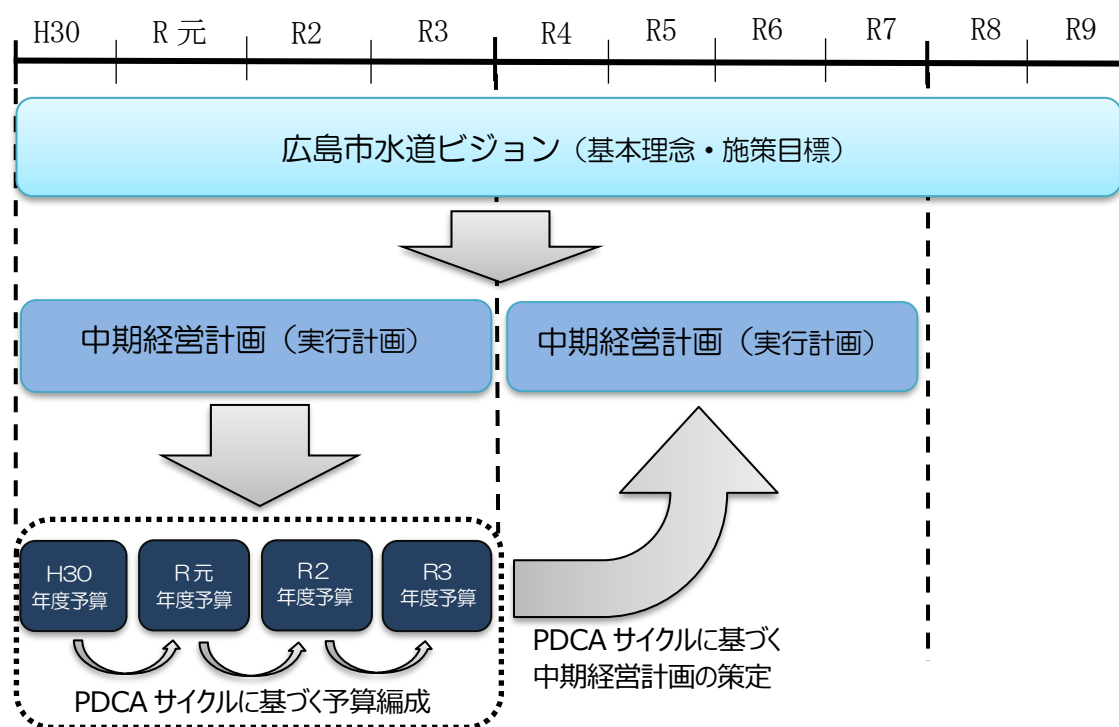 H30 R元 R2 R3 R4 R5 R6 R7 R8 R9
広島市水道ビジョン（基本理念・施策目標）
中期経営計画（実行計画）
中期経営計画（実行計画）
H30
年度予算
R元
年度予算
R2
年度予算
R3
年度予算
PDCA サイクルに基づく予算編成
PDCA サイクルに基づく
中期経営計画の策定